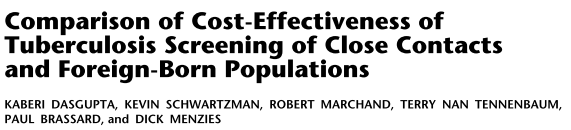 Comparison of Cost-Effectiveness of
Tuberculosis Screening of Close Contacts
and Foreign-Born Populations
KABERI DASGUPTA, KEVIN SCHWARTZMAN, ROBERT MARCHAND, TERRY NAN TENNENBAUM,
PAUL BRASSARD, and DICK MENZIES